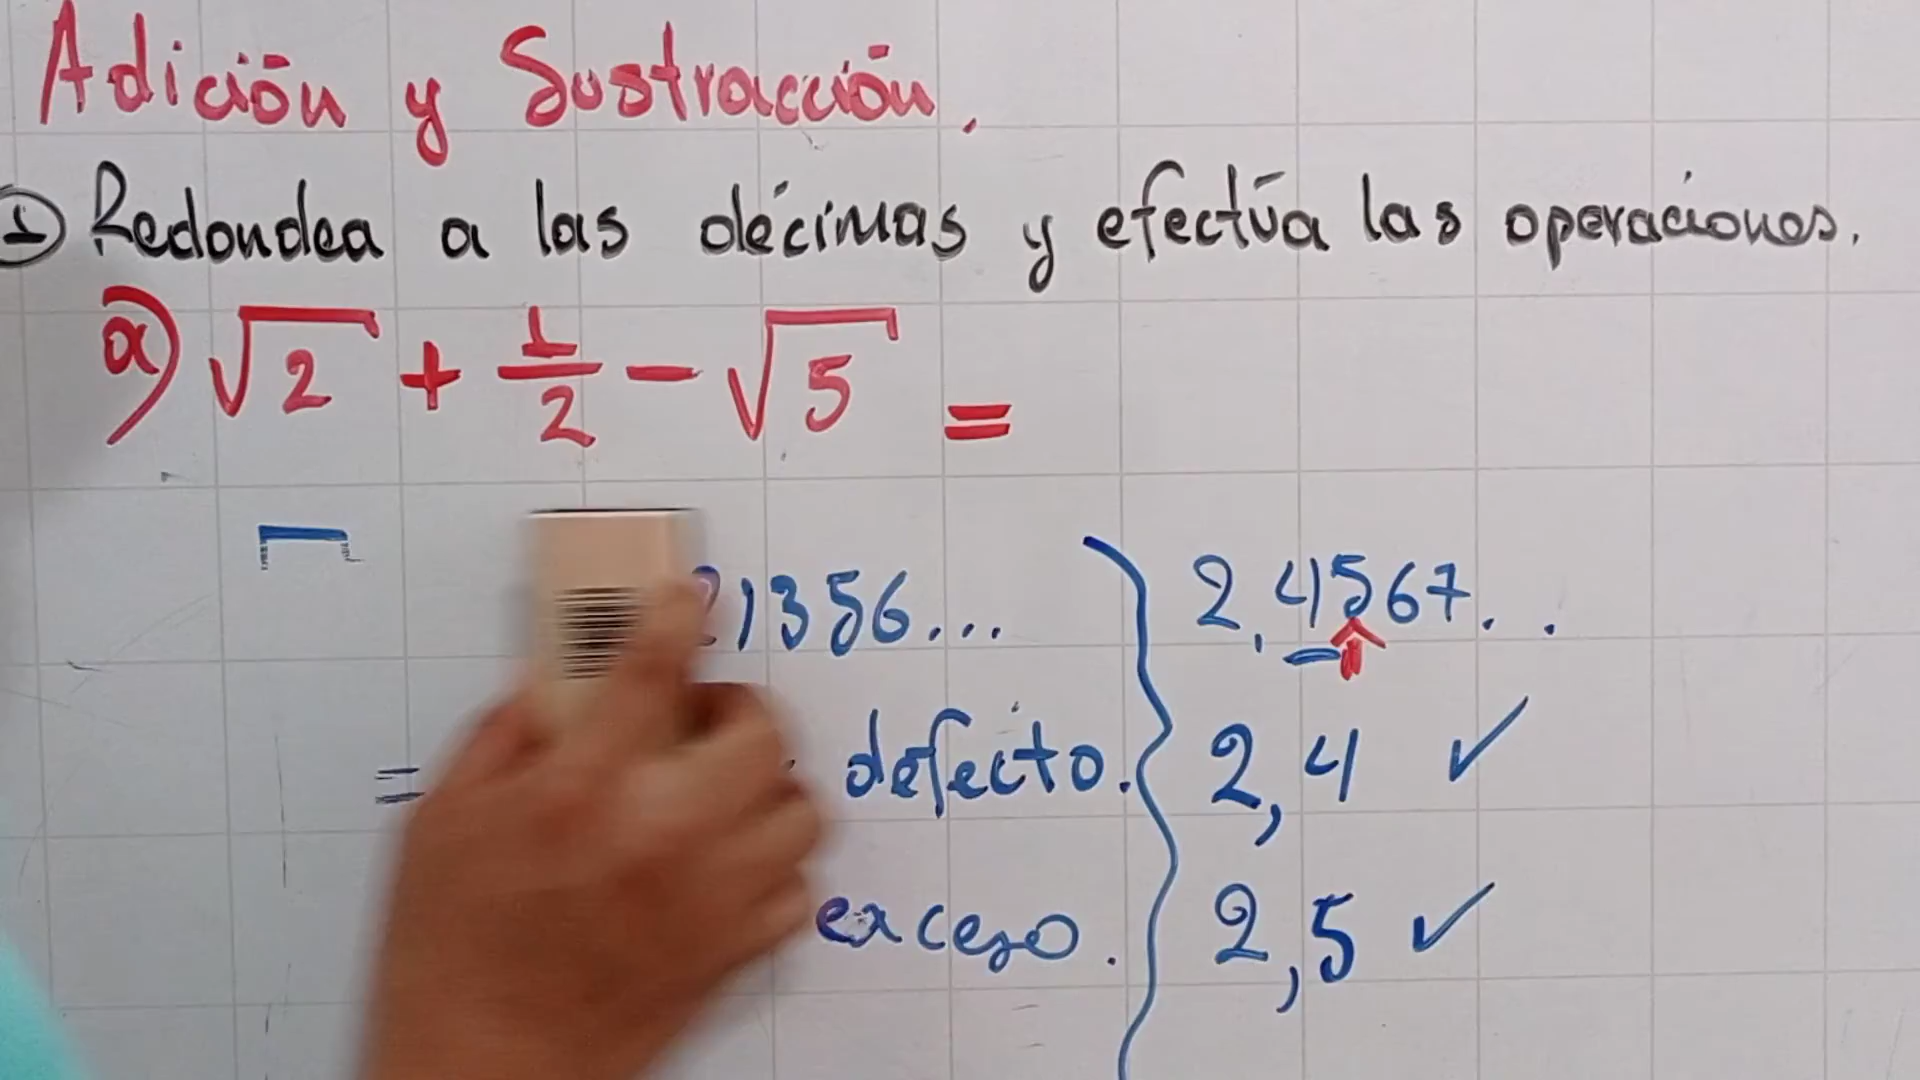 Adición y Sustracción.
① Redondea a las décimas y efectúa las operaciones.
a) √2 + 1/2 - √5 =
21356...
2,4567...
= defecto.
2,4 ✓
exceso.
2,5 ✓